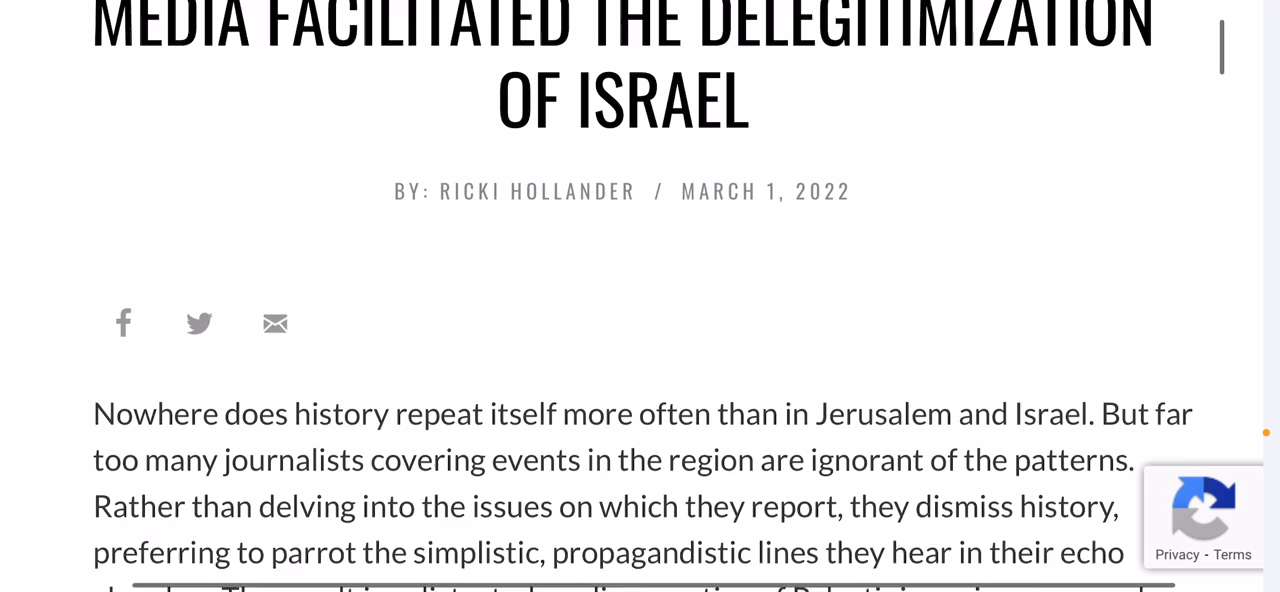 MEDIA FACILITATED THE DELEGITIMIZATION
OF ISRAEL
BY: RICKI HOLLANDER / MARCH 1, 2022
Nowhere does history repeat itself more often than in Jerusalem and Israel. But far
too many journalists covering events in the region are ignorant of the patterns.
Rather than delving into the issues on which they report, they dismiss history,
preferring to parrot the simplistic, propagandistic lines they hear in their echo
Privacy - Terms